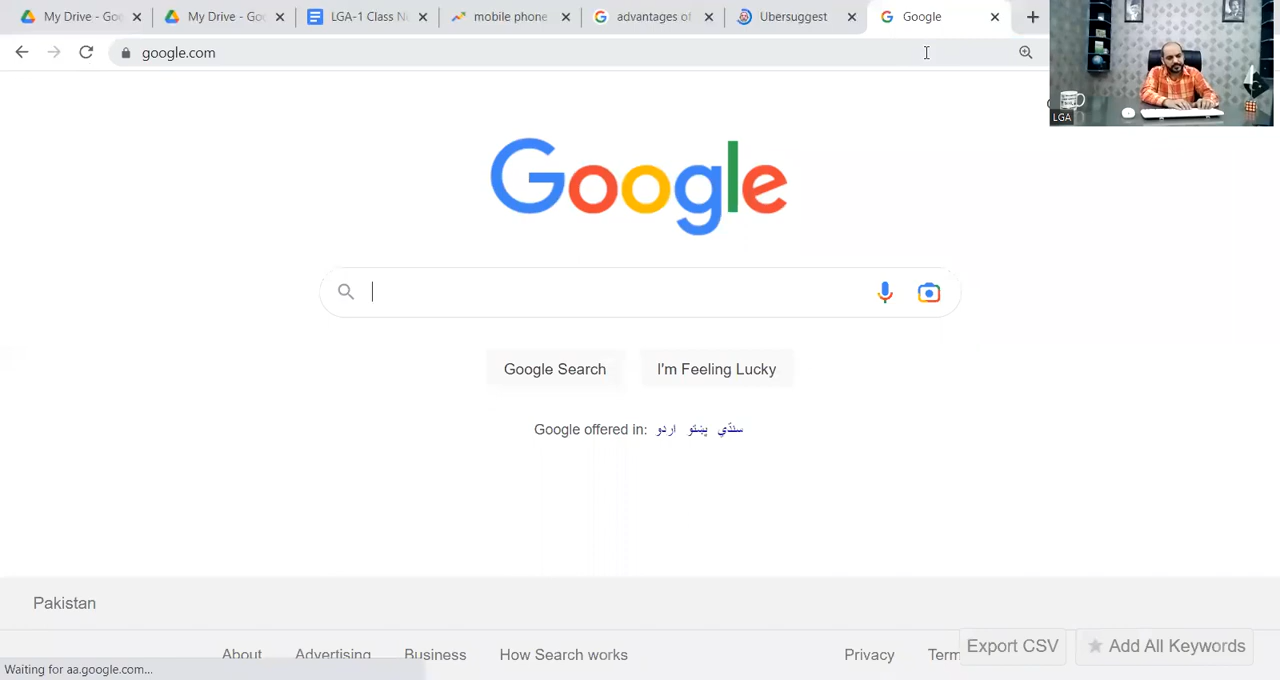 My Drive - Goo
My Drive - Goo
LGA-1 Class N
mobile phone
advantages of
Ubersuggest
Google
google.com
LGA
Google
Google Search
I'm Feeling Lucky
Google offered in: اردو پښتو سنڌي
Pakistan
About
Advertising
Business
How Search works
Privacy
Term
Export CSV
Add All Keywords
Waiting for aa.google.com...